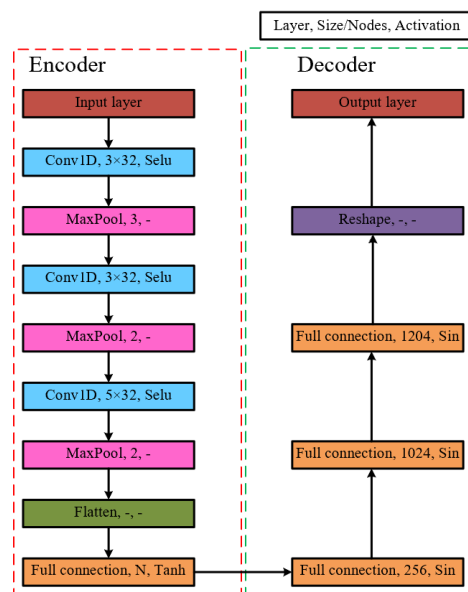 Layer, Size/Nodes, Activation
Encoder
Input layer
Conv1D, 3×32, Selu
MaxPool, 3, -
Conv1D, 3×32, Selu
MaxPool, 2, -
Conv1D, 5×32, Selu
MaxPool, 2, -
Flatten, -, -
Full connection, N, Tanh
Decoder
Output layer
Reshape, -, -
Full connection, 1204, Sin
Full connection, 1024, Sin
Full connection, 256, Sin